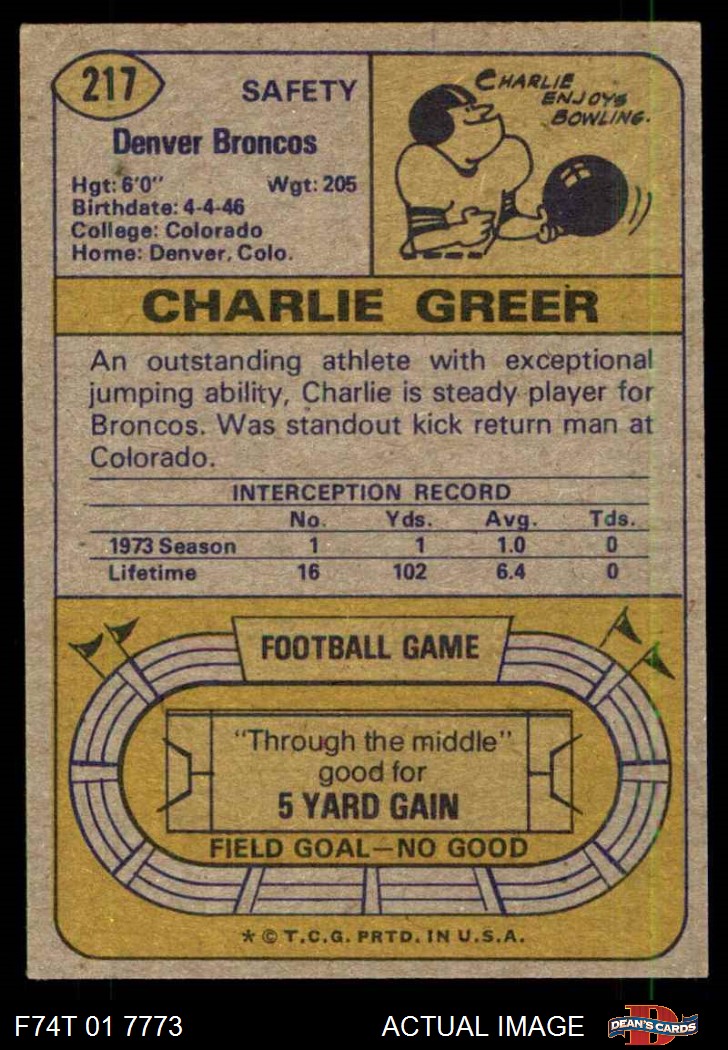 217
SAFETY
Denver Broncos
Hgt: 6'0" Wgt: 205
Birthdate: 4-4-46
College: Colorado
Home: Denver, Colo.
CHARLIE
ENJOYS
BOWLING.
CHARLIE GREER
An outstanding athlete with exceptional
jumping ability, Charlie is steady player for
Broncos. Was standout kick return man at
Colorado.
INTERCEPTION RECORD
No. Yds. Avg. Tds.
1973 Season 1 1 1.0 0
Lifetime 16 102 6.4 0
FOOTBALL GAME
"Through the middle"
good for
5 YARD GAIN
FIELD GOAL—NO GOOD
* © T.C.G. PRTD. IN U.S.A.
F74T 01 7773 ACTUAL IMAGE D DEAN'S CARDS